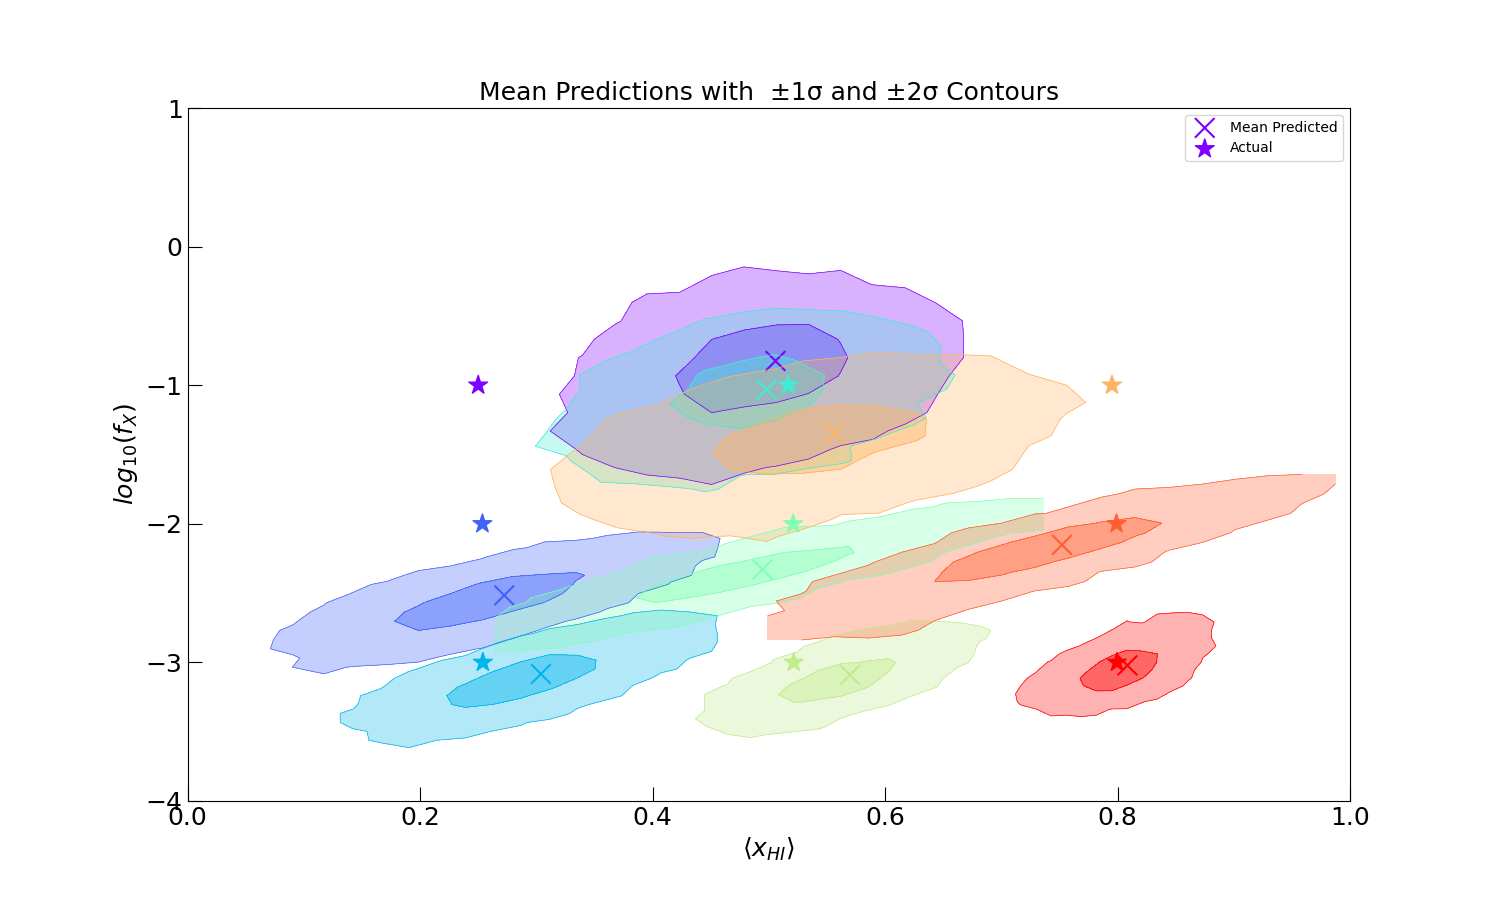 Mean Predictions with  ±1σ and ±2σ Contours
Mean Predicted
Actual
1
0
−1
−2
−3
−4
log10(fX)
0.0 0.2 0.4 0.6 0.8 1.0
⟨xHI⟩